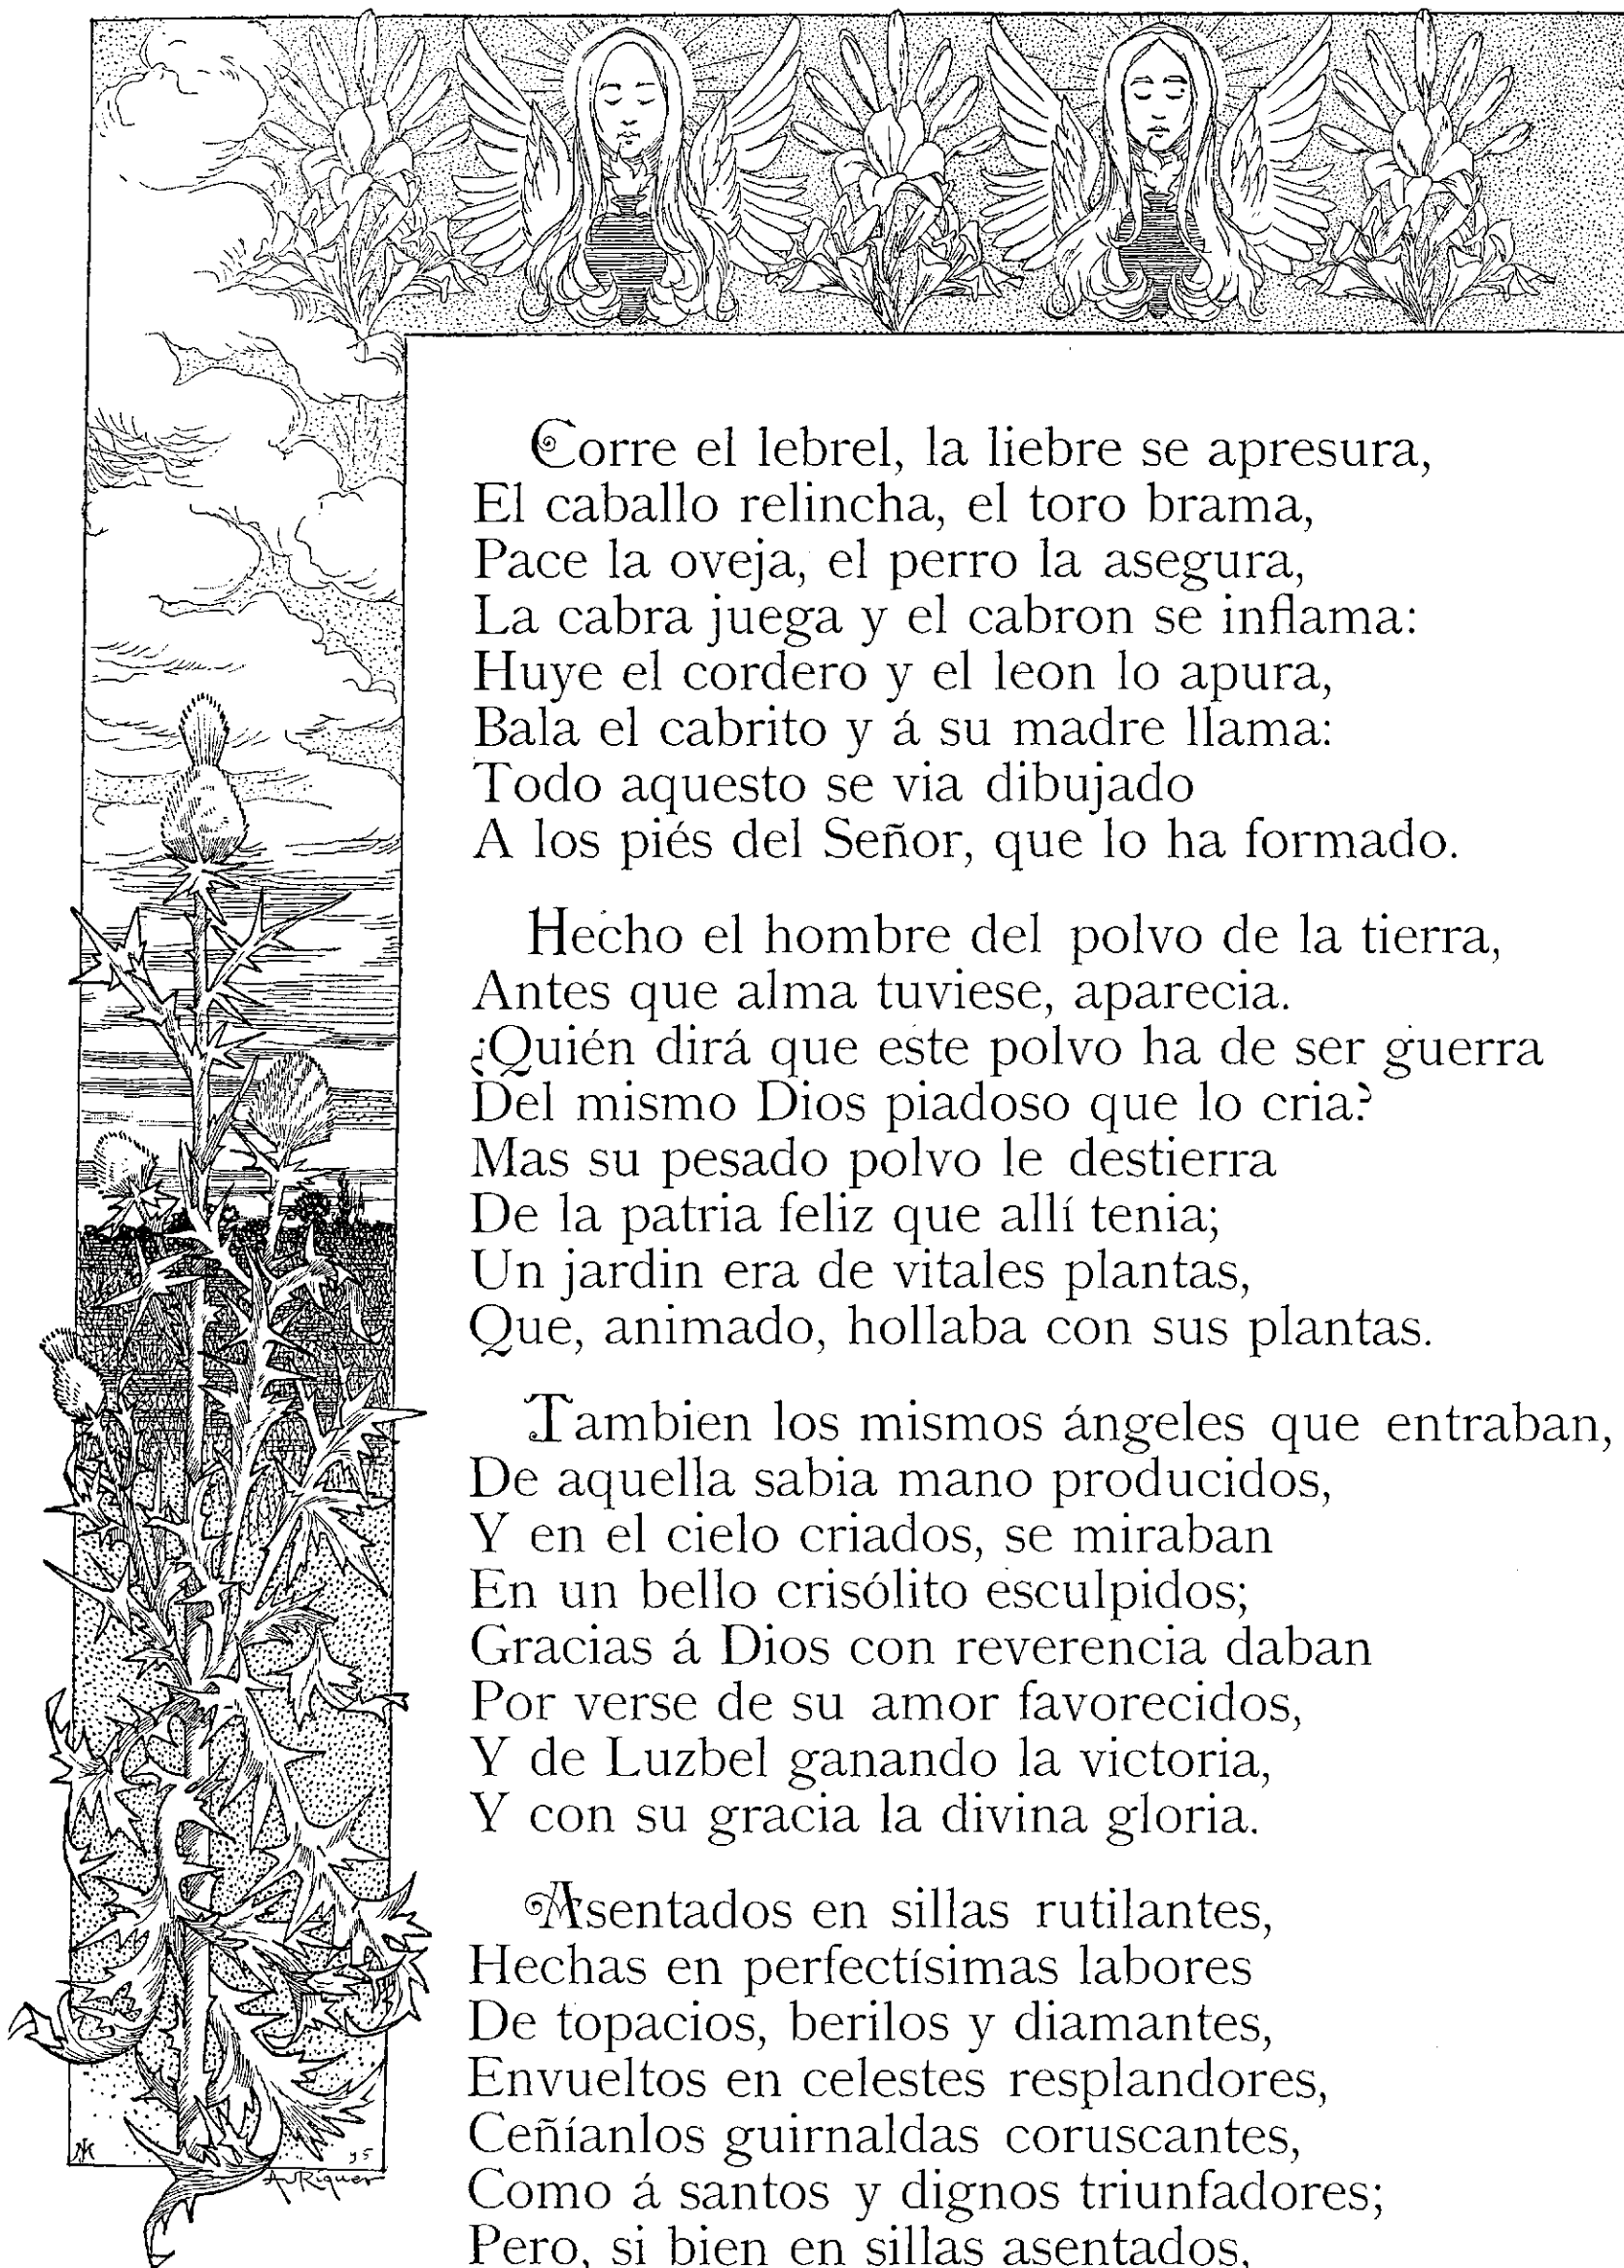 Corre el lebrel, la liebre se apresura,
El caballo relincha, el toro brama,
Pace la oveja, el perro la asegura,
La cabra juega y el cabron se inflama:
Huye el cordero y el leon lo apura,
Bala el cabrito y á su madre llama:
Todo aquesto se via dibujado
A los piés del Señor, que lo ha formado.
Hecho el hombre del polvo de la tierra,
Antes que alma tuviese, aparecia.
¿Quién dirá que este polvo ha de ser guerra
Del mismo Dios piadoso que lo cria?
Mas su pesado polvo le destierra
De la patria feliz que allí tenia;
Un jardin era de vitales plantas,
Que, animado, hollaba con sus plantas.
Tambien los mismos ángeles que entraban,
De aquella sabia mano producidos,
Y en el cielo criados, se miraban
En un bello crisólito esculpidos;
Gracias á Dios con reverencia daban
Por verse de su amor favorecidos,
Y de Luzbel ganando la victoria,
Y con su gracia la divina gloria.
Asentados en sillas rutilantes,
Hechas en perfectísimas labores
De topacios, berilos y diamantes,
Envueltos en celestes resplandores,
Ceñíanlos guirnaldas coruscantes,
Como á santos y dignos triunfadores;
Pero, si bien en sillas asentados,
95
A. Riquer